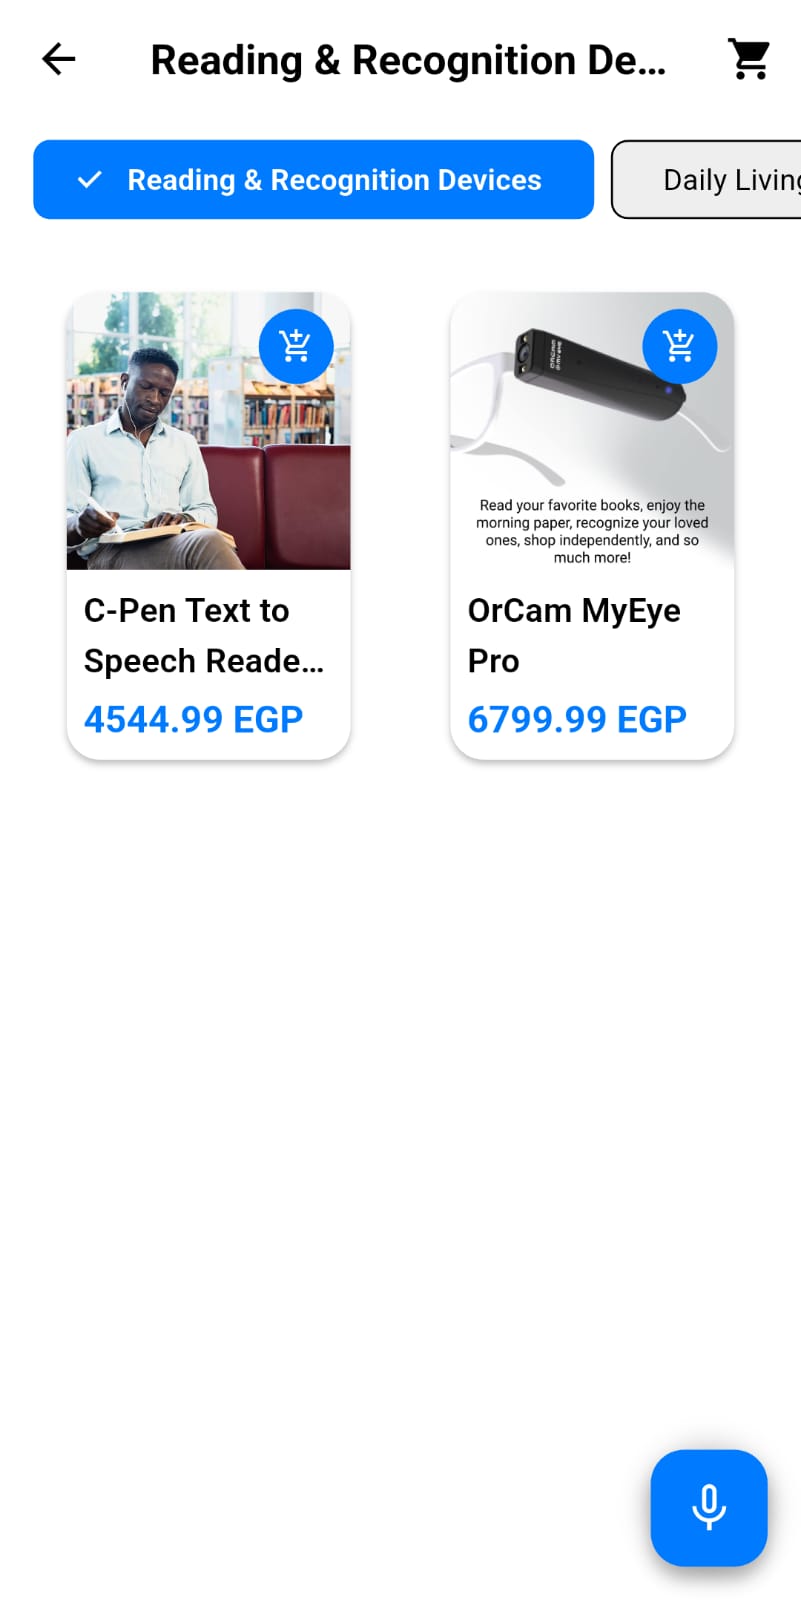 Reading & Recognition De...
Reading & Recognition Devices
Daily Living
ORCAM
Read your favorite books, enjoy the
morning paper, recognize your loved
ones, shop independently, and so
much more!
C-Pen Text to
Speech Reade...
4544.99 EGP
OrCam MyEye
Pro
6799.99 EGP